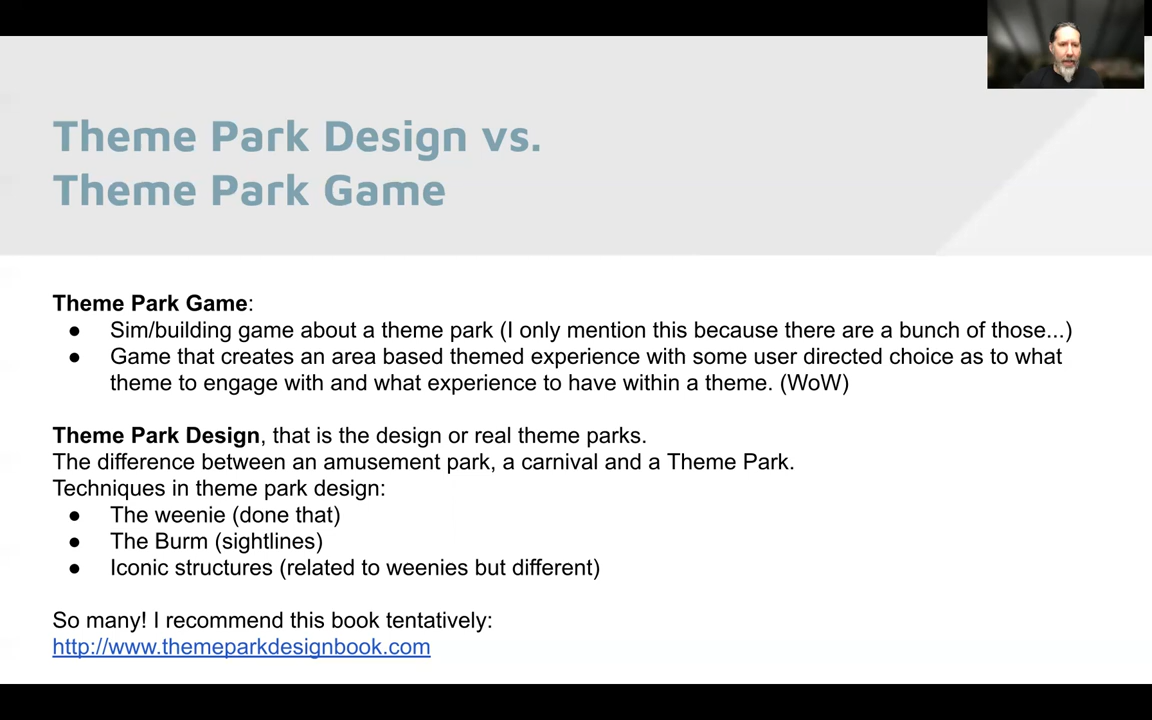 Theme Park Design vs.
Theme Park Game
Theme Park Game:
● Sim/building game about a theme park (I only mention this because there are a bunch of those...)
● Game that creates an area based themed experience with some user directed choice as to what
theme to engage with and what experience to have within a theme. (WoW)
Theme Park Design, that is the design or real theme parks.
The difference between an amusement park, a carnival and a Theme Park.
Techniques in theme park design:
● The weenie (done that)
● The Burm (sightlines)
● Iconic structures (related to weenies but different)
So many! I recommend this book tentatively:
http://www.themeparkdesignbook.com